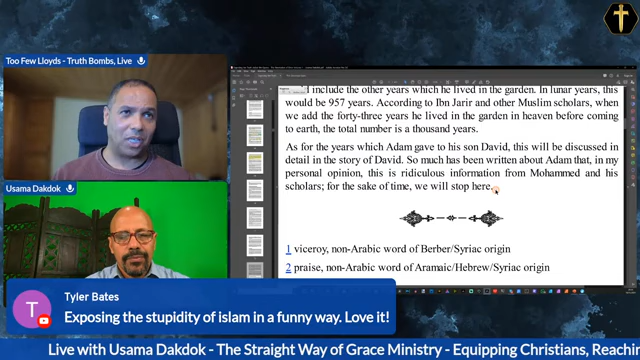 Too Few Lloyds - Truth Bombs, Live
Usama Dakdok
include the other years which he lived in the garden. In lunar years, this
would be 957 years. According to Ibn Jarir and other Muslim scholars, when
we add the forty-three years he lived in the garden in heaven before coming
to earth, the total number is a thousand years.
As for the years which Adam gave to his son David, this will be discussed in
detail in the story of David. So much has been written about Adam that, in my
personal opinion, this is ridiculous information from Mohammed and his
scholars; for the sake of time, we will stop here.
1 viceroy, non-Arabic word of Berber/Syriac origin
2 praise, non-Arabic word of Aramaic/Hebrew/Syriac origin
T
Tyler Bates
Exposing the stupidity of islam in a funny way. Love it!
Live with Usama Dakdok - The Straight Way of Grace Ministry - Equipping Christians, Reachin